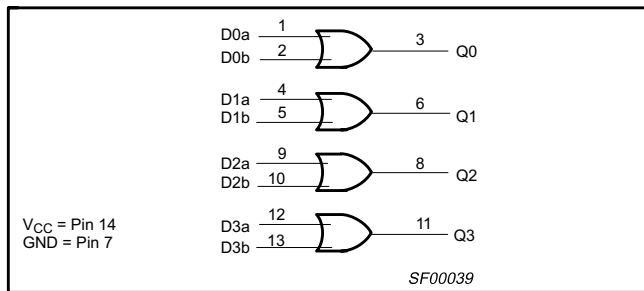 D0a 1
D0b 2
3 Q0
D1a 4
D1b 5
6 Q1
D2a 9
D2b 10
8 Q2
D3a 12
D3b 13
11 Q3
VCC = Pin 14
GND = Pin 7
SF00039